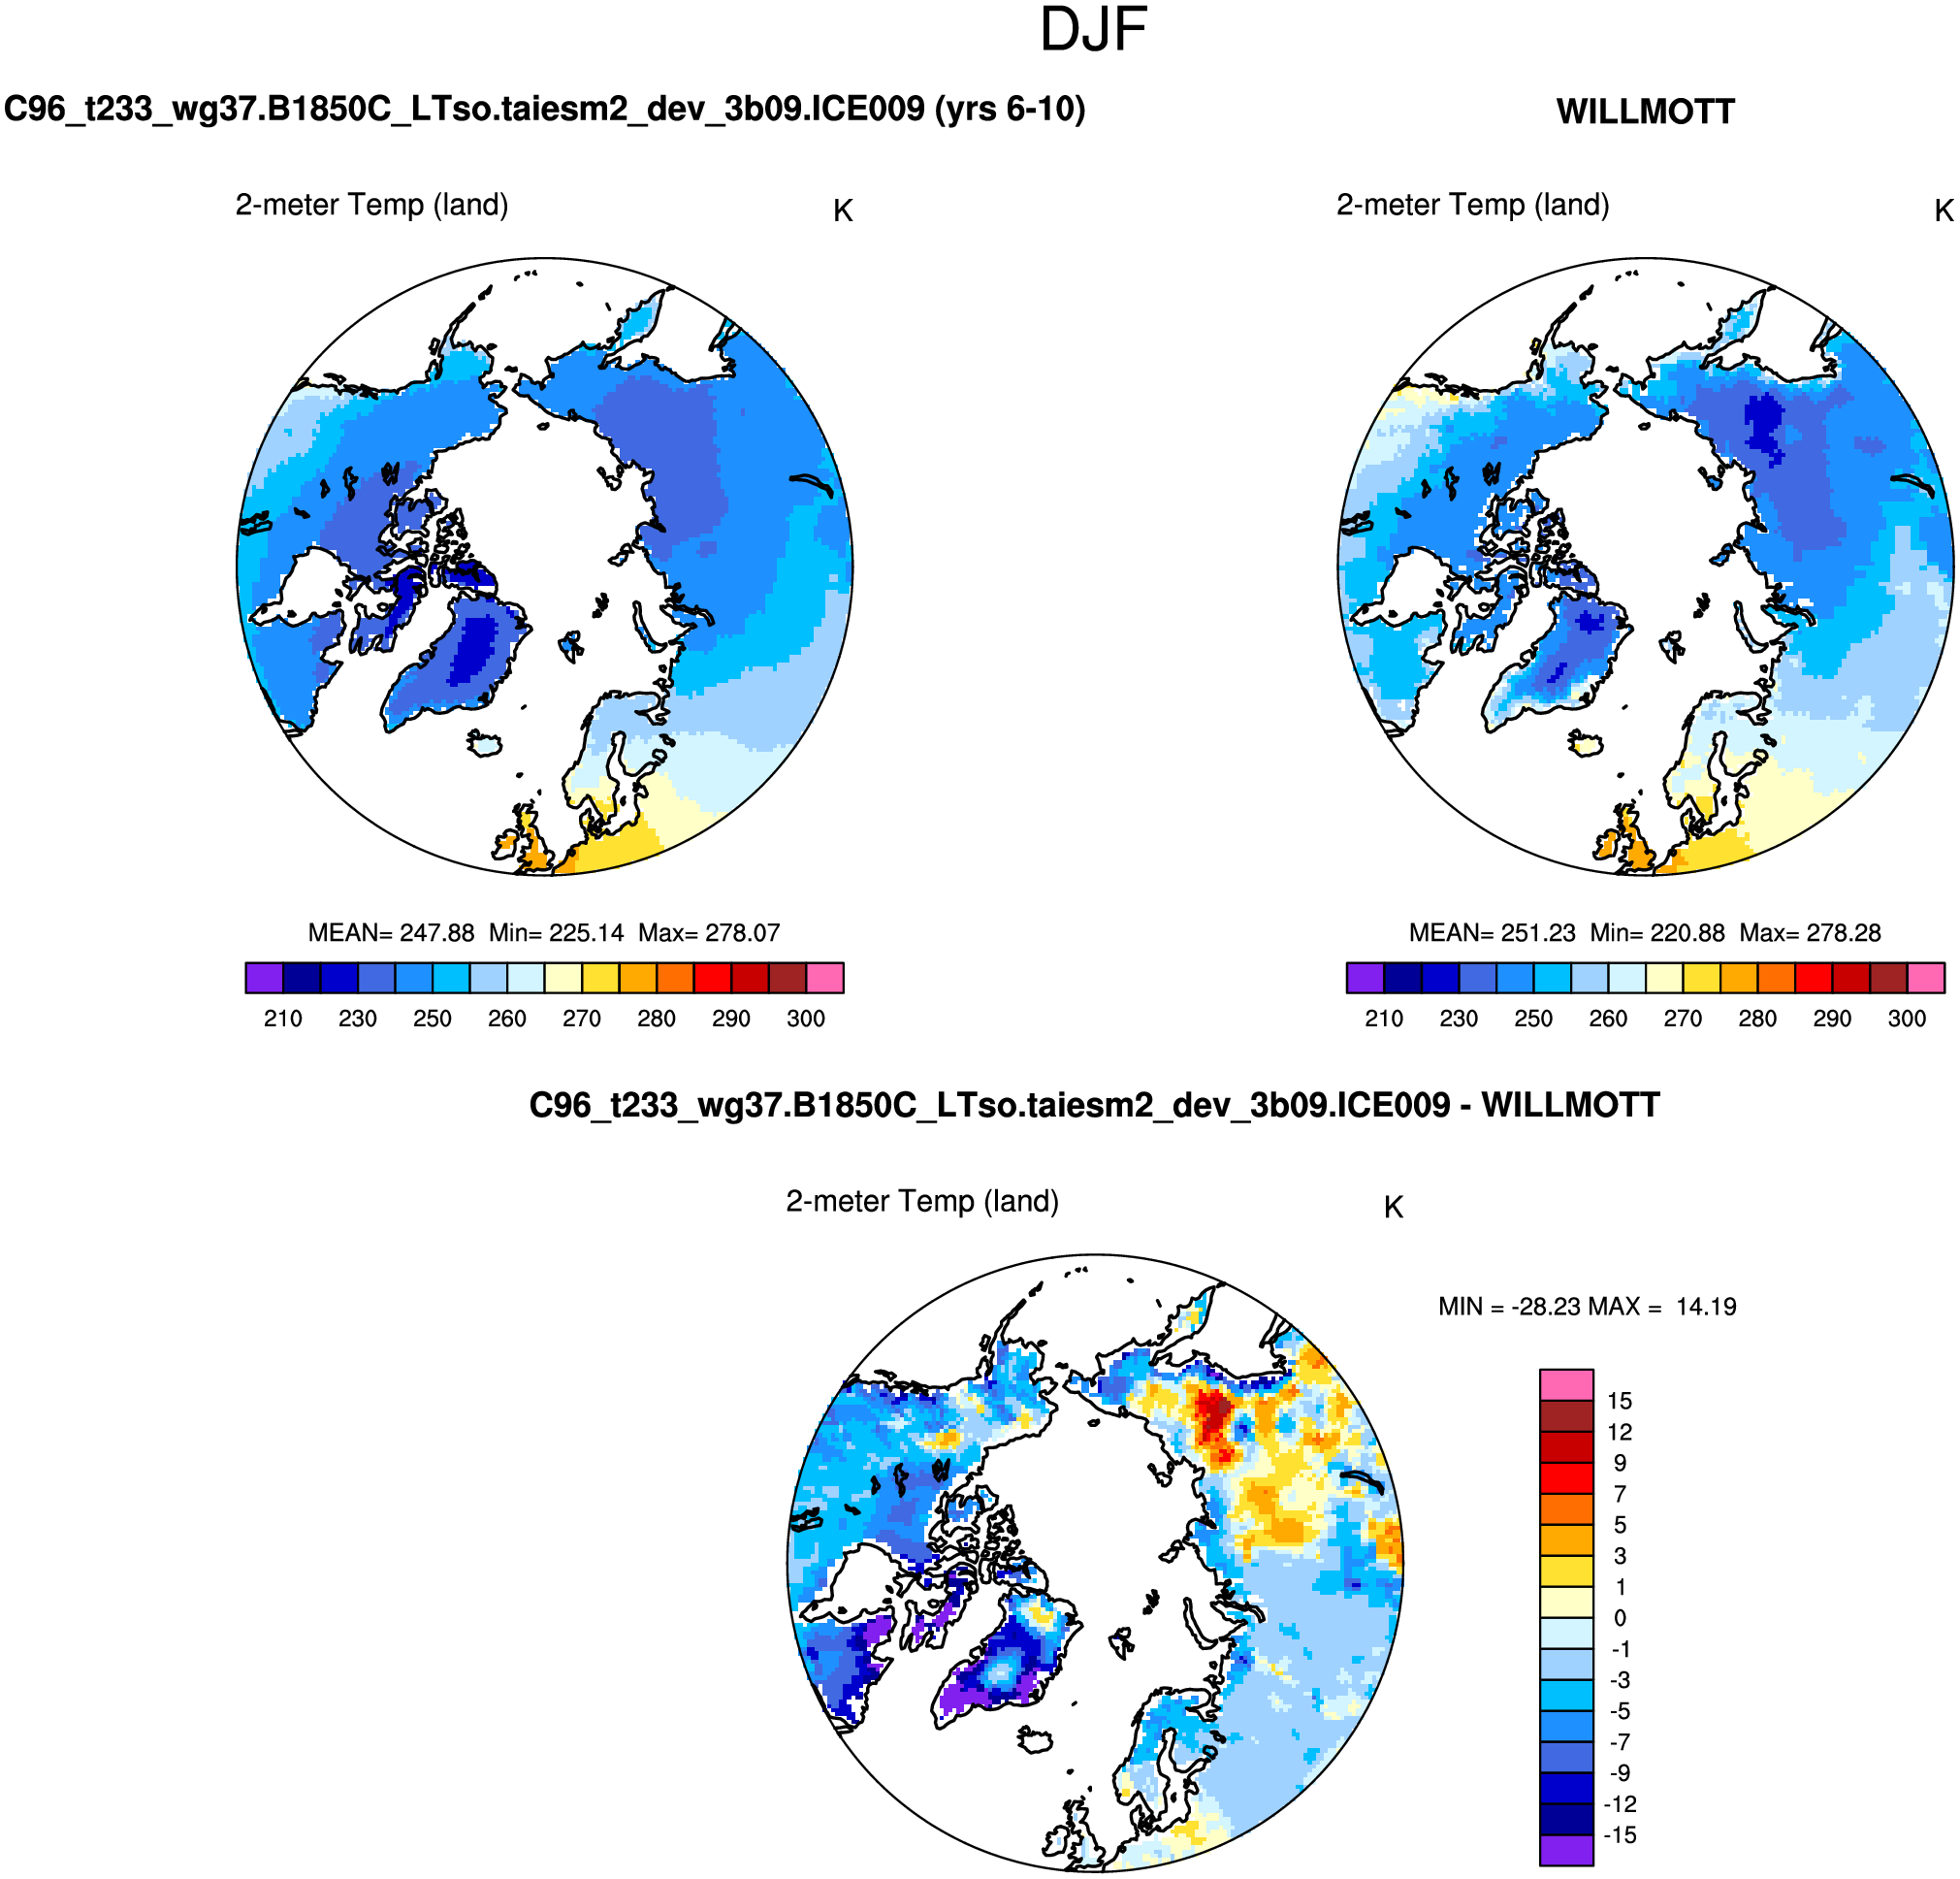 DJF
C96_t233_wg37.B1850C_LTso.taiesm2_dev_3b09.ICE009 (yrs 6-10)
WILLMOTT
2-meter Temp (land) K
2-meter Temp (land) K
MEAN= 247.88 Min= 225.14 Max= 278.07
MEAN= 251.23 Min= 220.88 Max= 278.28
210 230 250 260 270 280 290 300
210 230 250 260 270 280 290 300
C96_t233_wg37.B1850C_LTso.taiesm2_dev_3b09.ICE009 - WILLMOTT
2-meter Temp (land) K
MIN = -28.23 MAX = 14.19
15
12
9
7
5
3
1
0
-1
-3
-5
-7
-9
-12
-15